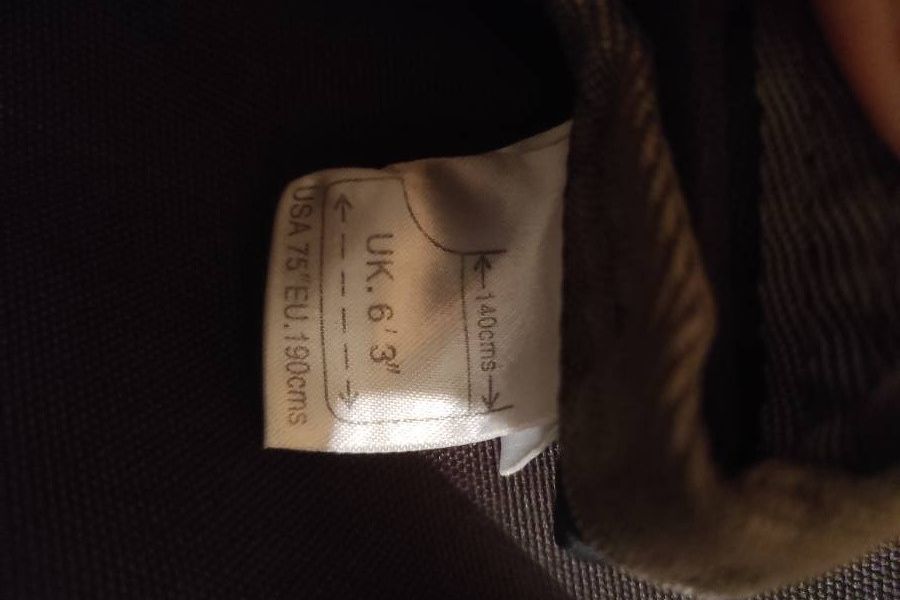 ←140cms→
UK. 6' 3"
USA 75" EU.190cms